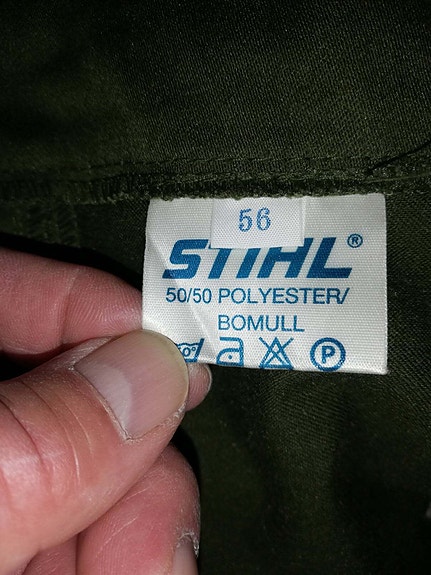 56
STIHL®
50/50 POLYESTER/
BOMULL
P